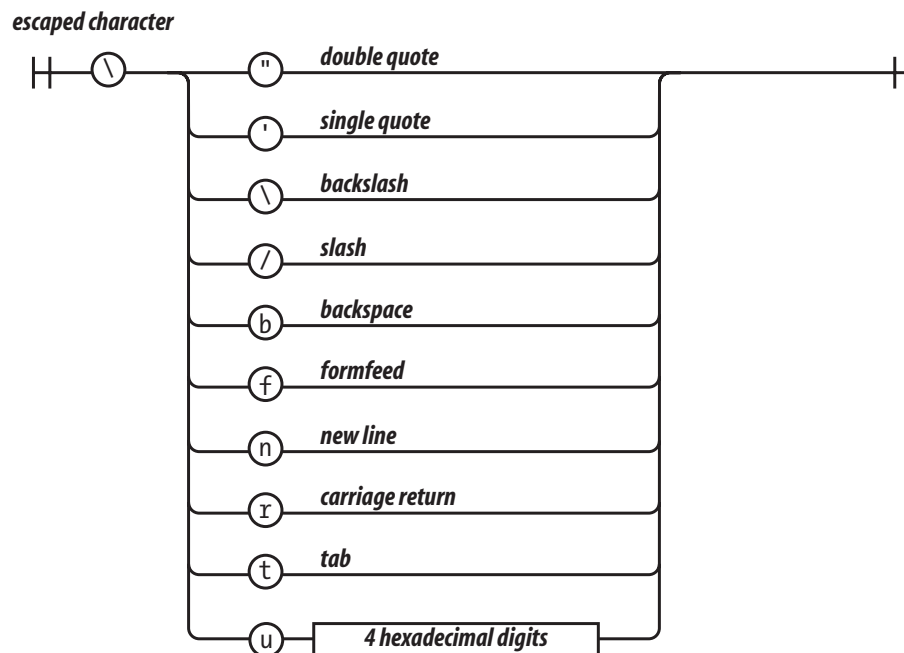 escaped character
\
" double quote
' single quote
\ backslash
/ slash
b backspace
f formfeed
n new line
r carriage return
t tab
u 4 hexadecimal digits